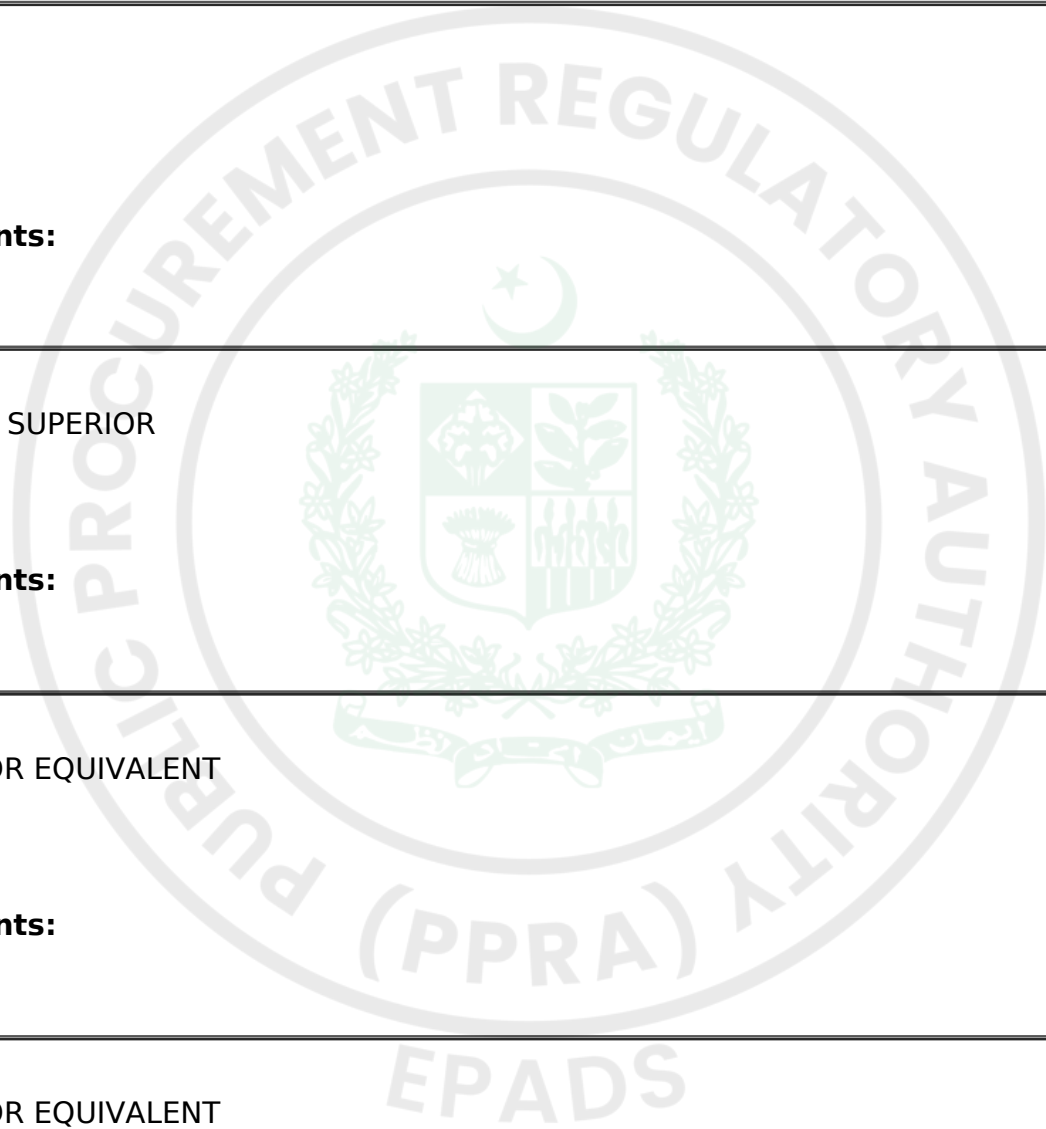 nts:
SUPERIOR
nts:
OR EQUIVALENT
nts:
OR EQUIVALENT
PUBLIC PROCUREMENT REGULATORY AUTHORITY
(PPRA)
EPADS